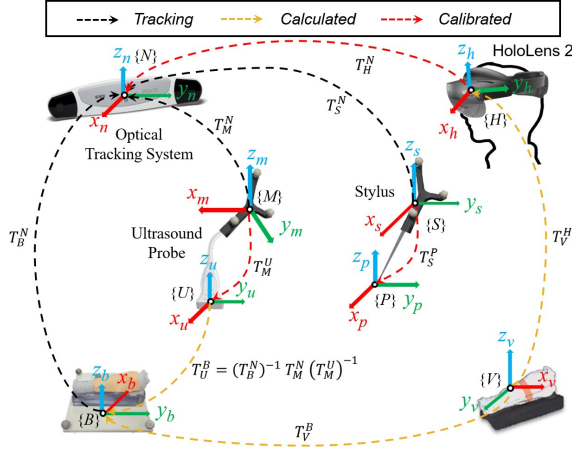 Tracking Calculated Calibrated
HoloLens 2
z_n {N}
y_n
x_n
Optical
Tracking System
T_H^N
T_S^N
T_M^N
z_h
y_h
{H}
x_h
z_m
x_m {M}
y_m
Ultrasound
Probe
T_M^U
z_u
{U} y_u
x_u
z_s
Stylus
y_s
x_s {S}
T_S^P
z_p
{P} y_p
x_p
T_B^N
T_V^H
T_U^B = (T_B^N)^{-1} T_M^N (T_M^U)^{-1}
z_b x_b
{B} y_b
z_v
{V} x_v
y_v
T_V^B